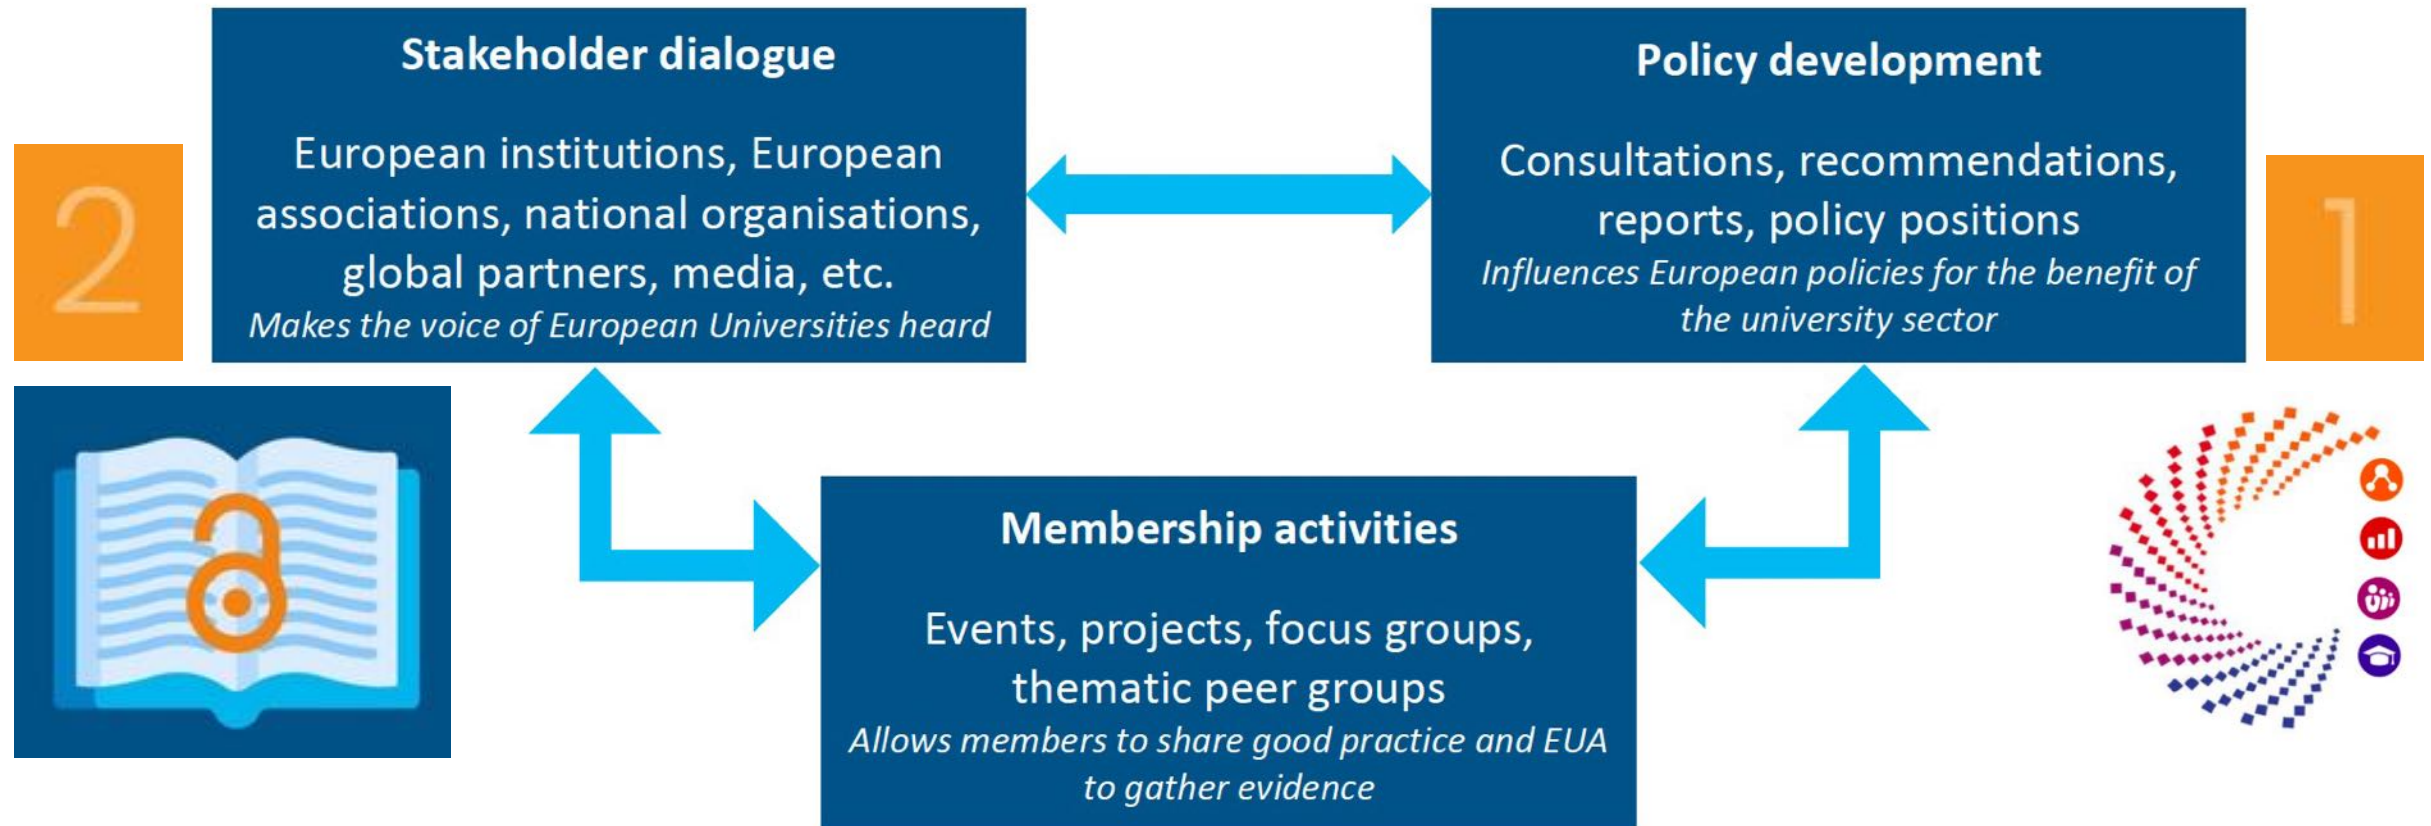 Stakeholder dialogue
European institutions, European
associations, national organisations,
global partners, media, etc.
Makes the voice of European Universities heard
2
Policy development
Consultations, recommendations,
reports, policy positions
Influences European policies for the benefit of
the university sector
1
Membership activities
Events, projects, focus groups,
thematic peer groups
Allows members to share good practice and EUA
to gather evidence